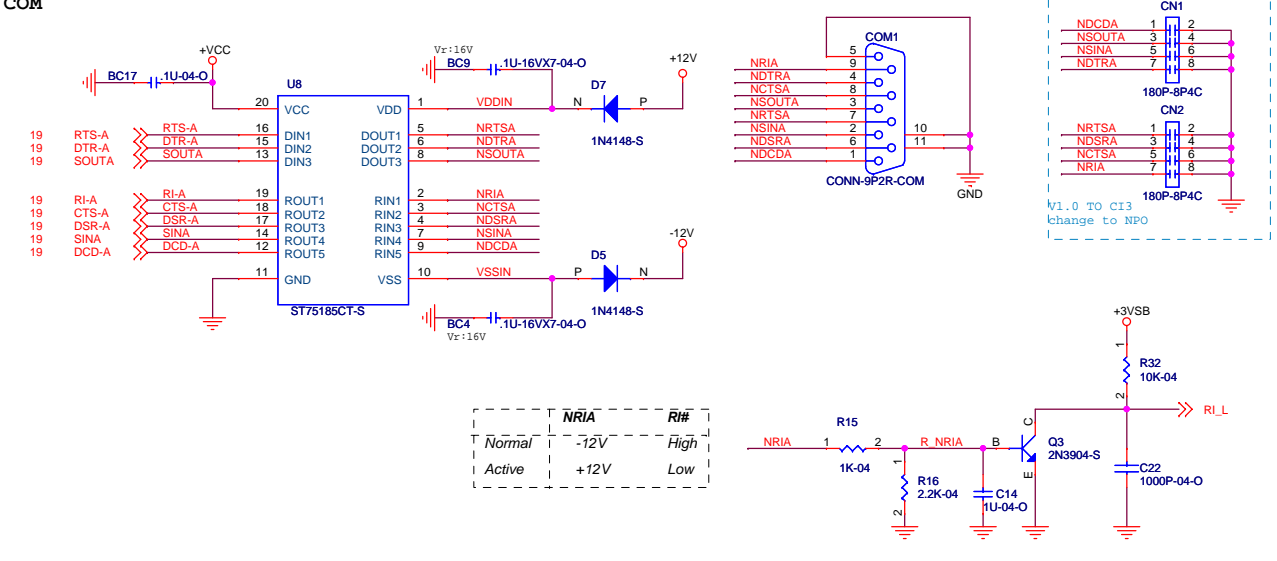 COM
+VCC
BC17
.1U-04-O
U8
20 VCC VDD 1 VDDIN
19 RTS-A RTS-A 16 DIN1 DOUT1 5 NRTSA
19 DTR-A DTR-A 15 DIN2 DOUT2 6 NDTRA
19 SOUTA SOUTA 13 DIN3 DOUT3 8 NSOUTA
19 RI-A RI-A 19 ROUT1 RIN1 2 NRIA
19 CTS-A CTS-A 18 ROUT2 RIN2 3 NCTSA
19 DSR-A DSR-A 17 ROUT3 RIN3 4 NDSRA
19 SINA SINA 14 ROUT4 RIN4 7 NSINA
19 DCD-A DCD-A 12 ROUT5 RIN5 9 NDCDA
11 GND VSS 10 VSSIN
ST75185CT-S
Vr:16V
BC9
.1U-16VX7-04-O
+12V
D7
N P
1N4148-S
-12V
D5
P N
1N4148-S
BC4
.1U-16VX7-04-O
Vr:16V
COM1
5
NRIA 9
NDTRA 4
NCTSA 8
NSOUTA 3
NRTSA 7
NSINA 2 10
NDSRA 6 11
NDCDA 1
CONN-9P2R-COM
GND
CN1
NDCDA 1 2
NSOUTA 3 4
NSINA 5 6
NDTRA 7 8
180P-8P4C
CN2
NRTSA 1 2
NDSRA 3 4
NCTSA 5 6
NRIA 7 8
180P-8P4C
V1.0 TO CI3
change to NPO
NRIA RI#
Normal -12V High
Active +12V Low
+3VSB
1
R32
10K-04
2
RI_L
R15
NRIA 1 2 R_NRIA B
1K-04
C
Q3
2N3904-S
E
1
R16
2.2K-04
2
C14
1U-04-O
C22
1000P-04-O